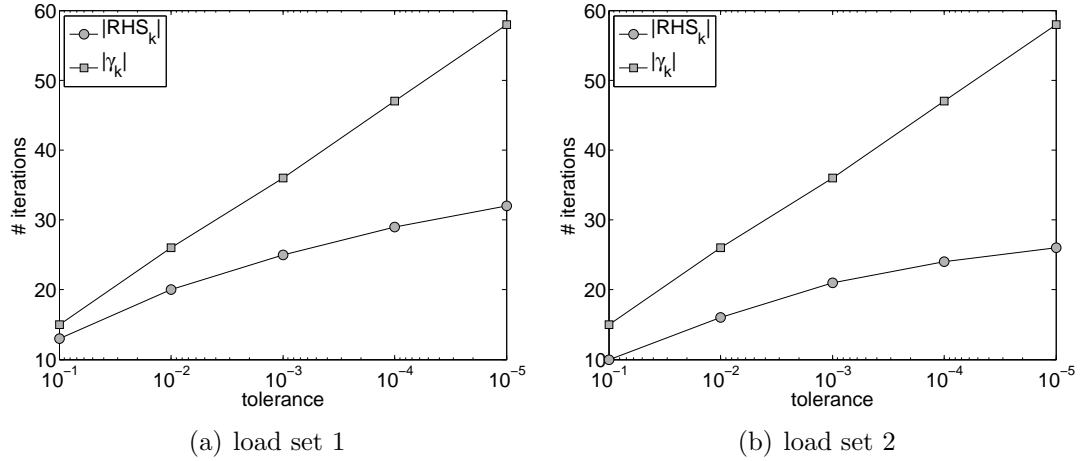 60
50
40
30
20
10
# iterations
|RHS_k|
|γ_k|
10^−1
10^−2
10^−3
10^−4
10^−5
tolerance
(a) load set 1
60
50
40
30
20
10
# iterations
|RHS_k|
|γ_k|
10^−1
10^−2
10^−3
10^−4
10^−5
tolerance
(b) load set 2